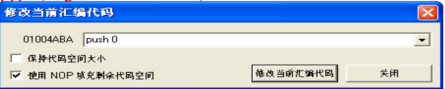 修改当前汇编代码
01004ABA push 0
保持代码空间大小
使用 NOP 填充剩余代码空间 修改当前汇编代码 关闭